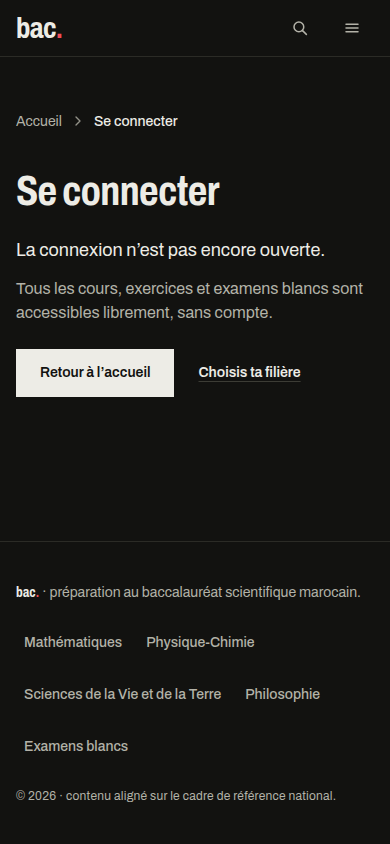 bac.
Accueil > Se connecter
Se connecter
La connexion n’est pas encore ouverte.
Tous les cours, exercices et examens blancs sont
accessibles librement, sans compte.
Retour à l’accueil Choisis ta filière
bac. · préparation au baccalauréat scientifique marocain.
Mathématiques Physique-Chimie
Sciences de la Vie et de la Terre Philosophie
Examens blancs
© 2026 · contenu aligné sur le cadre de référence national.